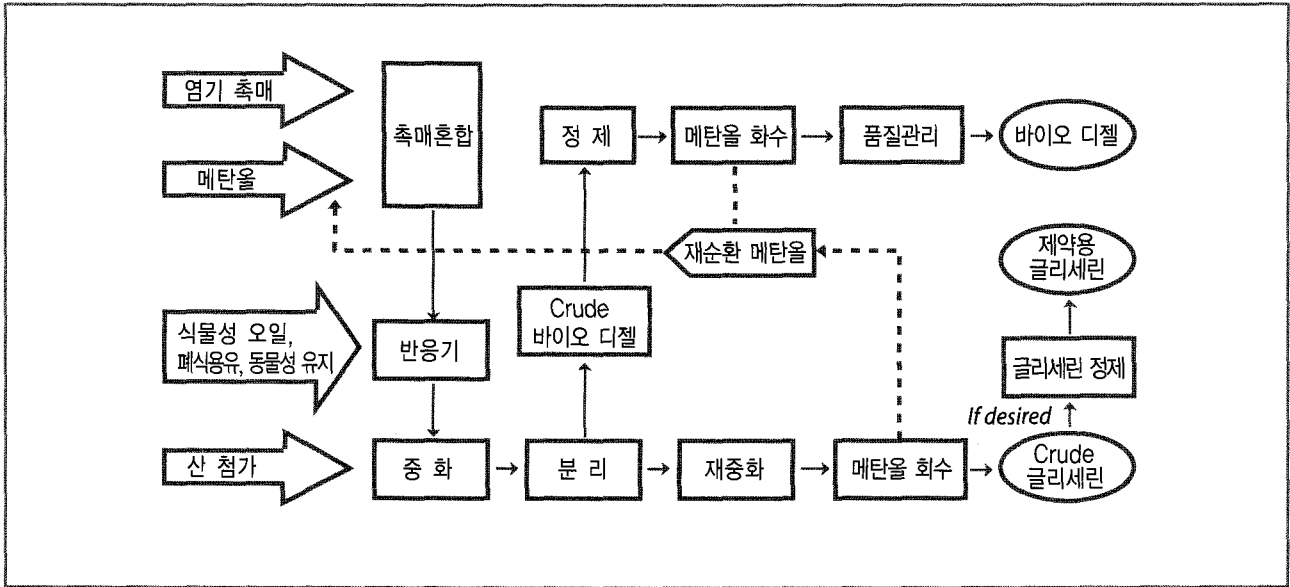 염기 촉매
메탄올
촉매혼합
정 제
메탄올 화수
품질관리
바이오 디젤
재순환 메탄올
제약용
글리세린
Crude
바이오 디젤
식물성 오일,
폐식용유, 동물성 유지
반응기
글리세린 정제
If desired
산 첨가
중 화
분 리
재중화
메탄올 회수
Crude
글리세린